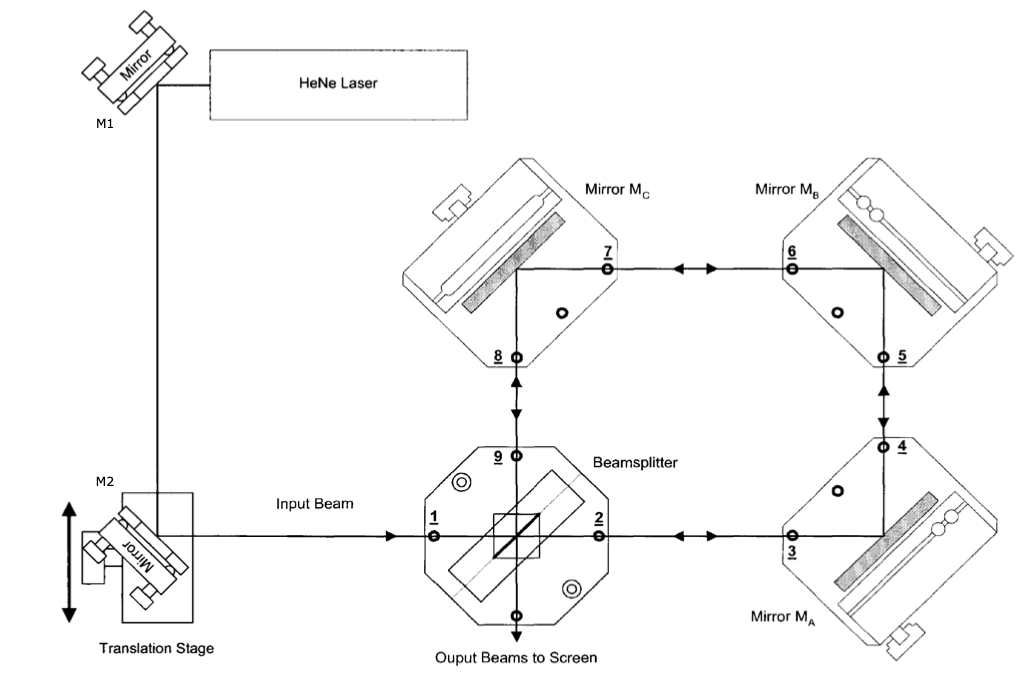 Mirror
HeNe Laser
M1
Mirror M_C
Mirror M_B
7
6
8
5
9
4
Beamsplitter
M2
Input Beam
1
2
3
Mirror
Mirror M_A
Translation Stage
Ouput Beams to Screen